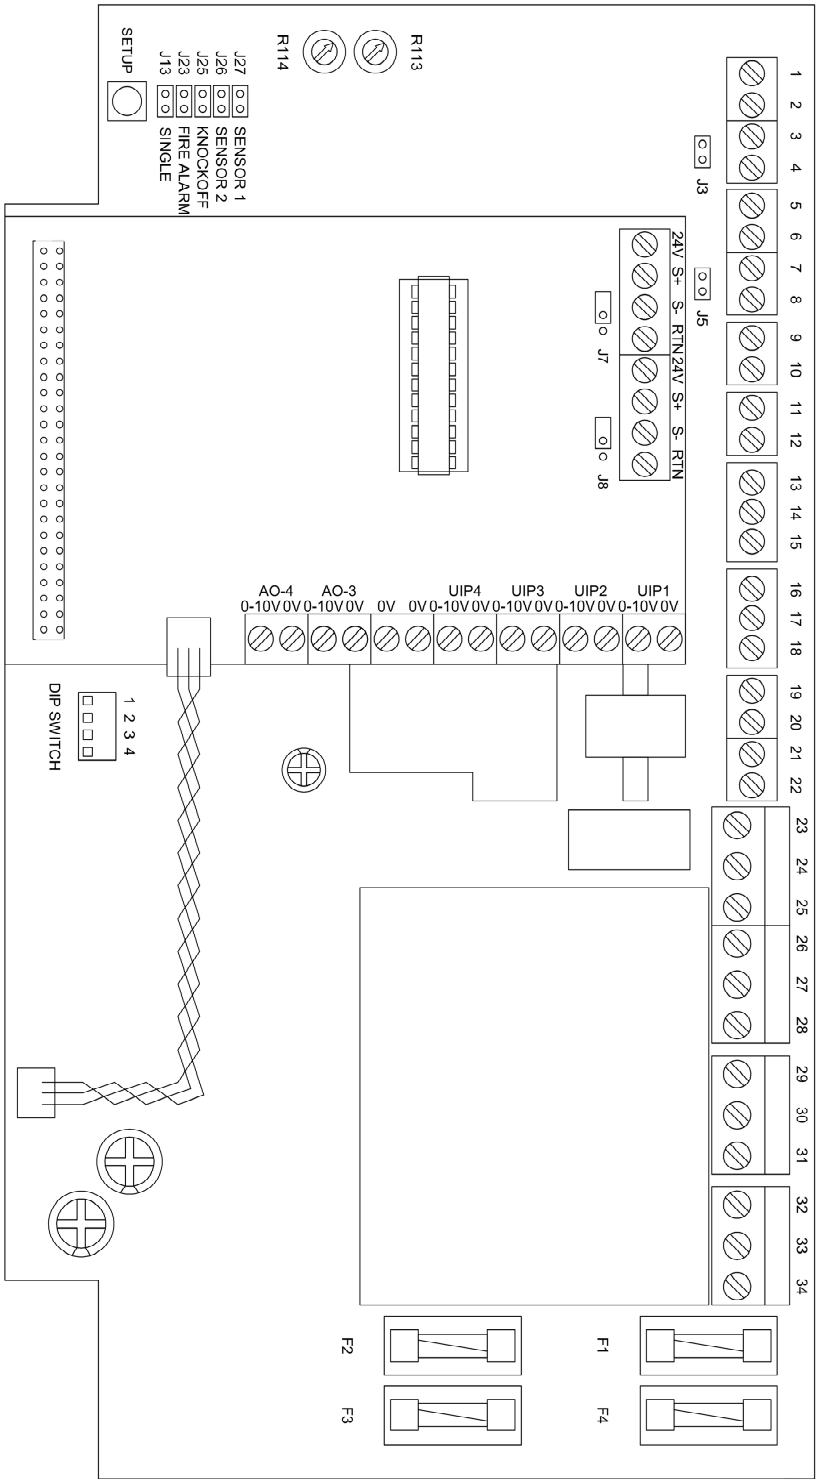 SETUP
J13
J23
J25
J26
J27
SINGLE
FIRE ALARM
KNOCKOFF
SENSOR 2
SENSOR 1
R114
R113
1
2
3
4
J3
5
6
7
8
J5
9
10
11
12
13
14
15
16
17
18
19
20
21
22
23
24
25
26
27
28
29
30
31
32
33
34
24V S+ S- RTN 24V S+ S- RTN
J7
J8
AO-4 AO-3 UIP4 UIP3 UIP2 UIP1
0-10V 0V 0-10V 0V 0V 0V 0-10V 0V 0-10V 0V 0-10V 0V 0-10V 0V
DIP SWITCH
1 2 3 4
F2
F1
F3
F4